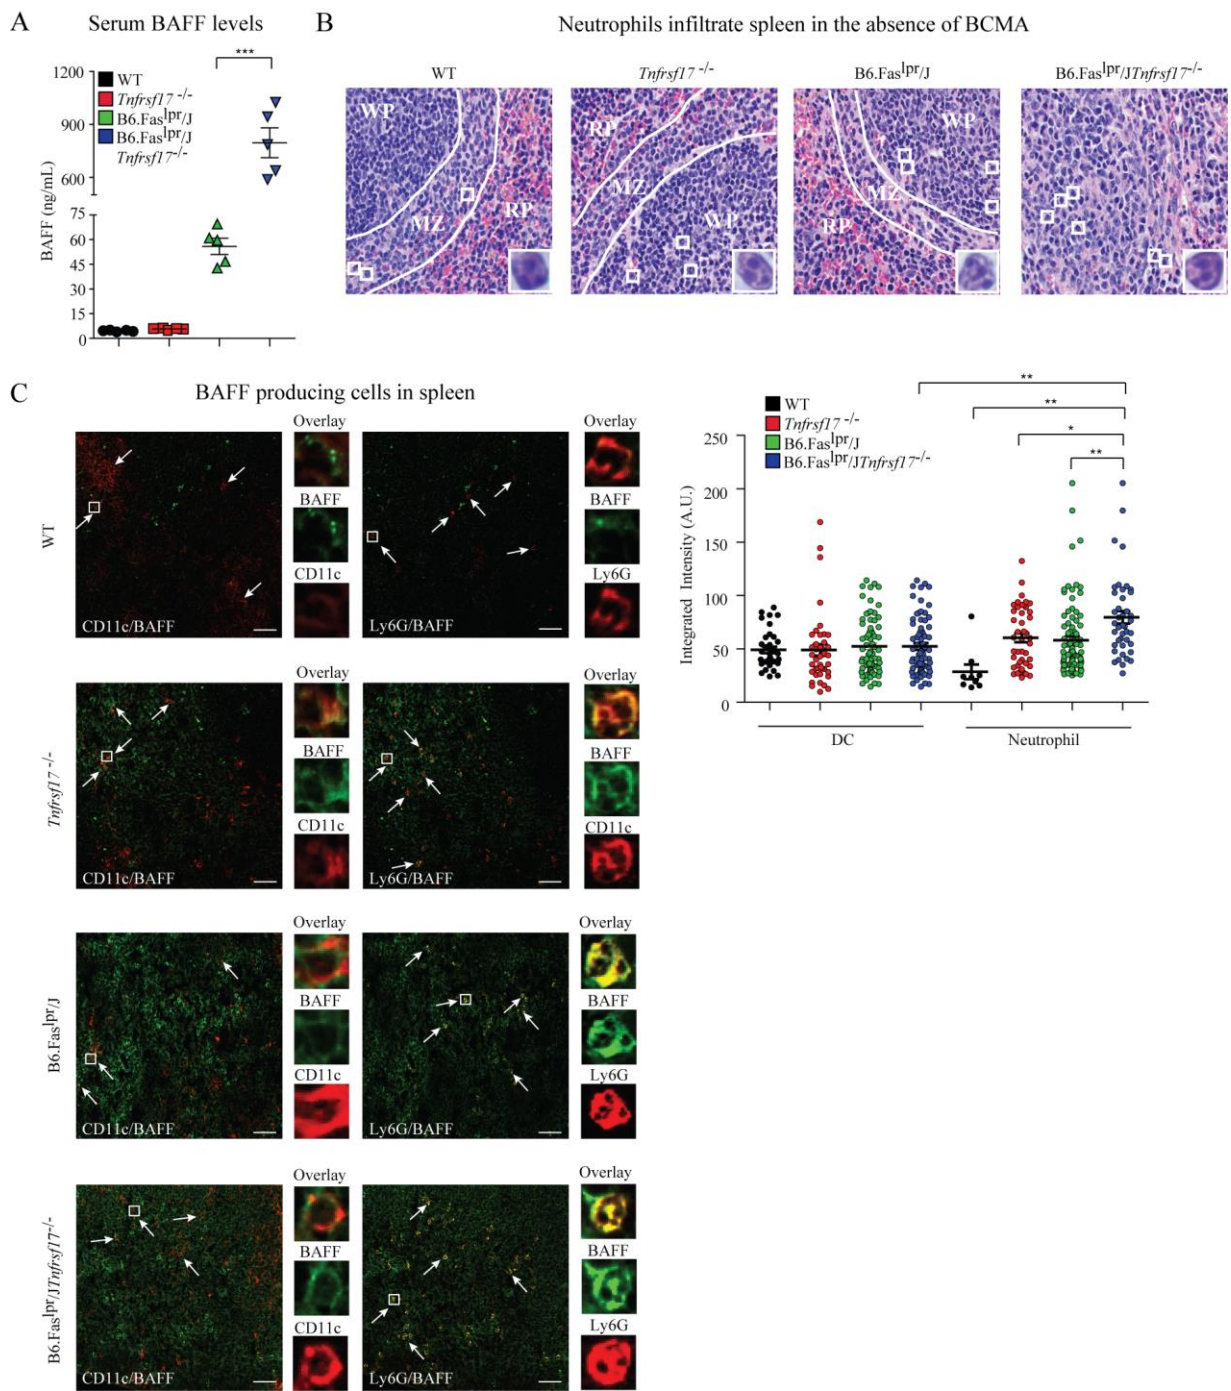 A
Serum BAFF levels
***
WT
Tnfrsf17 -/-
B6.Faslpr/J
B6.Faslpr/J
Tnfrsf17-/-
BAFF (ng/mL)
1200
900
600
75
60
45
30
15
0
B
Neutrophils infiltrate spleen in the absence of BCMA
WT
Tnfrsf17 -/-
B6.Faslpr/J
B6.Faslpr/JTnfrsf17-/-
WP
MZ
RP
RP
MZ
WP
WP
MZ
RP
C
BAFF producing cells in spleen
WT
CD11c/BAFF
Overlay
BAFF
CD11c
Ly6G/BAFF
Overlay
BAFF
Ly6G
Tnfrsf17 -/-
CD11c/BAFF
Overlay
BAFF
CD11c
Ly6G/BAFF
Overlay
BAFF
CD11c
B6.Faslpr/J
CD11c/BAFF
Overlay
BAFF
CD11c
Ly6G/BAFF
Overlay
BAFF
Ly6G
B6.Faslpr/JTnfrsf17-/-
CD11c/BAFF
Overlay
BAFF
CD11c
Ly6G/BAFF
Overlay
BAFF
Ly6G
WT
Tnfrsf17 -/-
B6.Faslpr/J
B6.Faslpr/JTnfrsf17-/-
**
**
*
**
Integrated Intensity (A.U.)
250
200
150
100
50
0
DC
Neutrophil